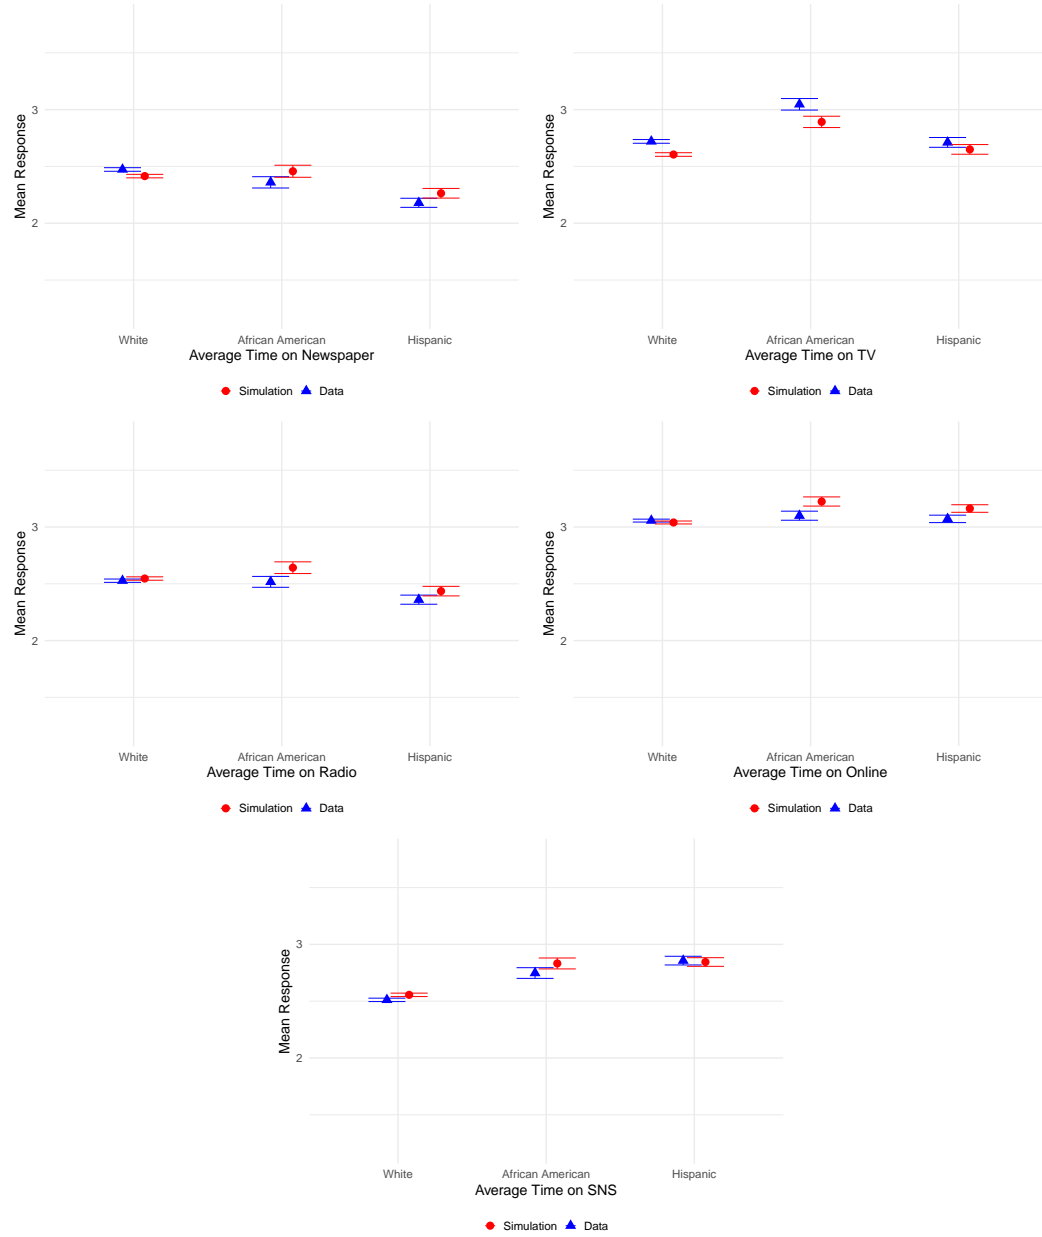 Mean Response
3
2
White African American Hispanic
Average Time on Newspaper
Simulation Data
Mean Response
3
2
White African American Hispanic
Average Time on TV
Simulation Data
Mean Response
3
2
White African American Hispanic
Average Time on Radio
Simulation Data
Mean Response
3
2
White African American Hispanic
Average Time on Online
Simulation Data
Mean Response
3
2
White African American Hispanic
Average Time on SNS
Simulation Data